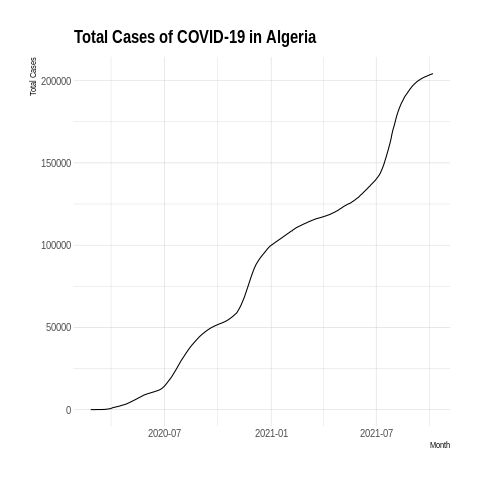 Total Cases of COVID-19 in Algeria
Total Cases
200000
150000
100000
50000
0
2020-07 2021-01 2021-07
Month